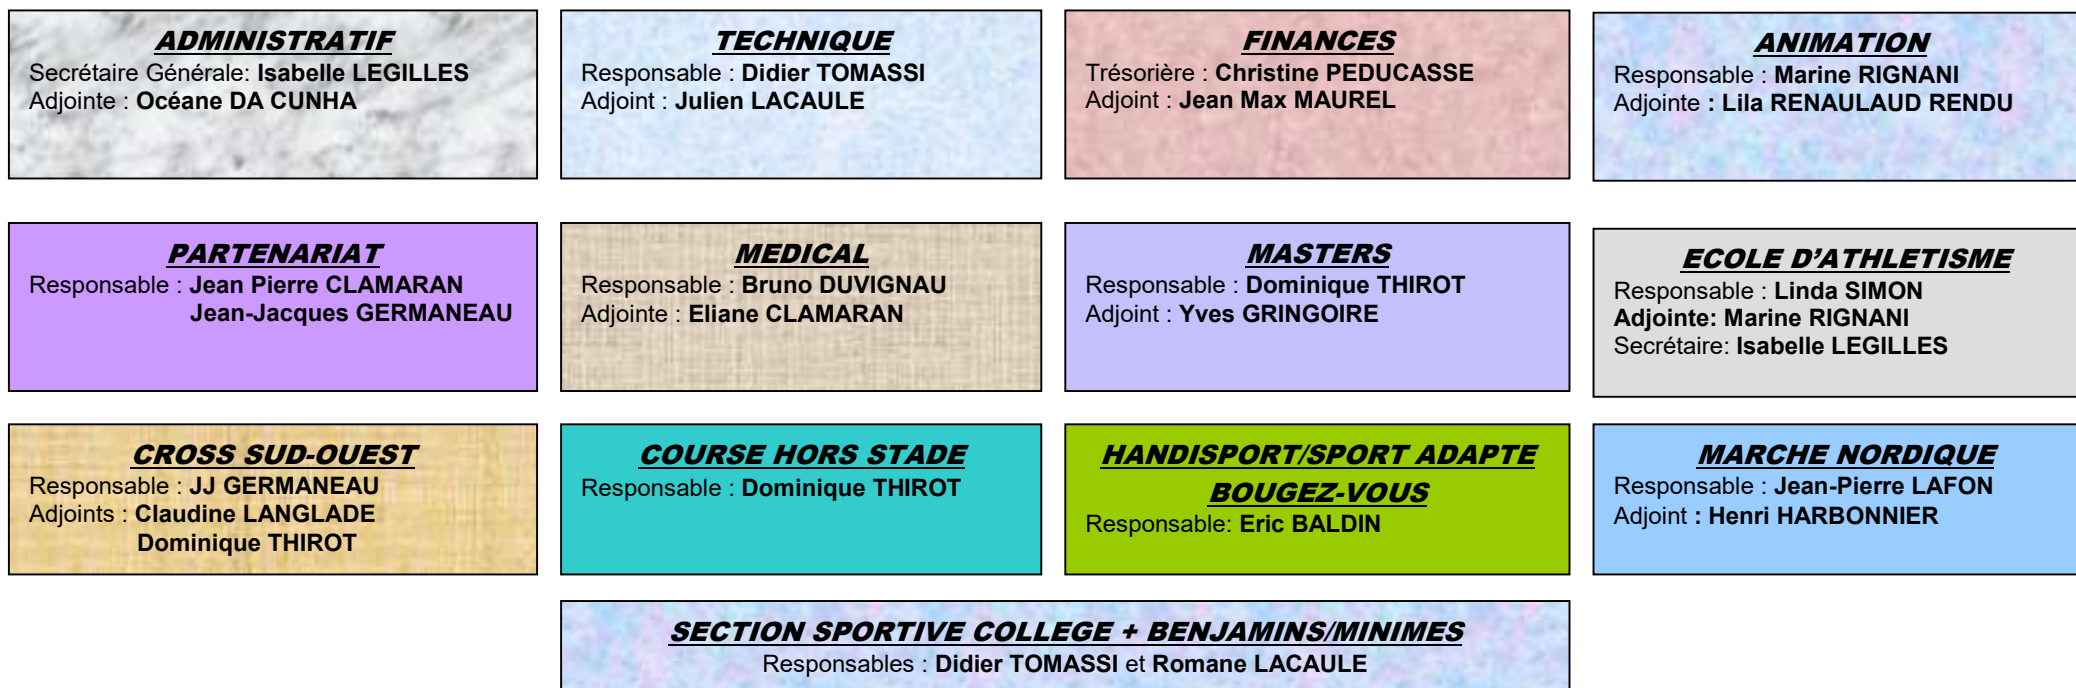 ADMINISTRATIF
Secrétaire Générale: Isabelle LEGILLES
Adjointe : Océane DA CUNHA
TECHNIQUE
Responsable : Didier TOMASSI
Adjoint : Julien LACAULE
FINANCES
Trésorière : Christine PEDUCASSE
Adjoint : Jean Max MAUREL
ANIMATION
Responsable : Marine RIGNANI
Adjointe : Lila RENAULAUD RENDU
PARTENARIAT
Responsable : Jean Pierre CLAMARAN
Jean-Jacques GERMANEAU
MEDICAL
Responsable : Bruno DUVIGNAU
Adjointe : Eliane CLAMARAN
MASTERS
Responsable : Dominique THIROT
Adjoint : Yves GRINGOIRE
ECOLE D'ATHLETISME
Responsable : Linda SIMON
Adjointe: Marine RIGNANI
Secrétaire: Isabelle LEGILLES
CROSS SUD-OUEST
Responsable : JJ GERMANEAU
Adjoints : Claudine LANGLADE
Dominique THIROT
COURSE HORS STADE
Responsable : Dominique THIROT
HANDISPORT/SPORT ADAPTE
BOUGEZ-VOUS
Responsable: Eric BALDIN
MARCHE NORDIQUE
Responsable : Jean-Pierre LAFON
Adjoint : Henri HARBONNIER
SECTION SPORTIVE COLLEGE + BENJAMINS/MINIMES
Responsables : Didier TOMASSI et Romane LACAULE